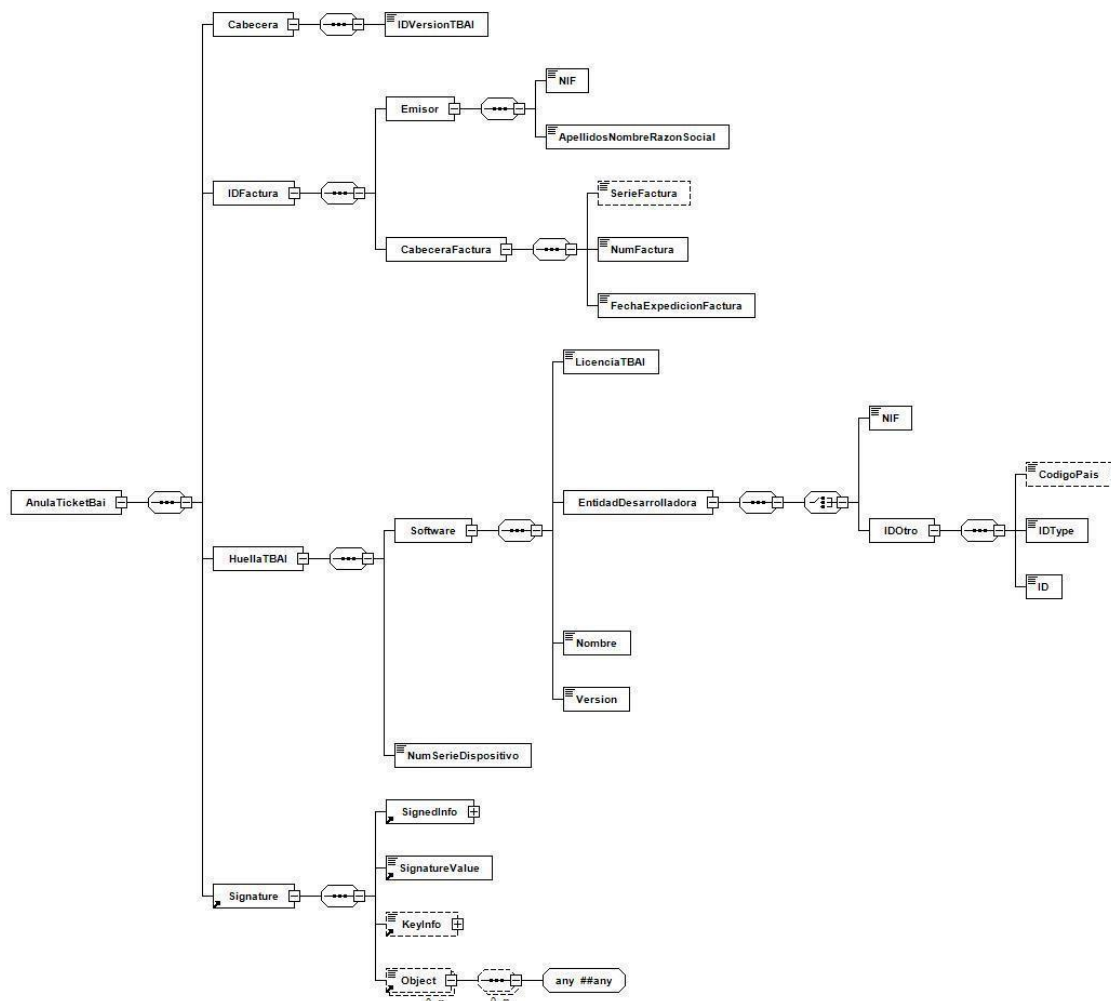 Cabecera
IDVersionTBAI
NIF
Emisor
ApellidosNombreRazonSocial
IDFactura
SerieFactura
CabeceraFactura
NumFactura
FechaExpedicionFactura
LicenciaTBAI
NIF
CodigoPais
AnulaTicketBai
EntidadDesarrolladora
Software
IDOtro
IDType
HuellaTBAI
ID
Nombre
Version
NumSerieDispositivo
SignedInfo
SignatureValue
Signature
KeyInfo
Object
any ##any